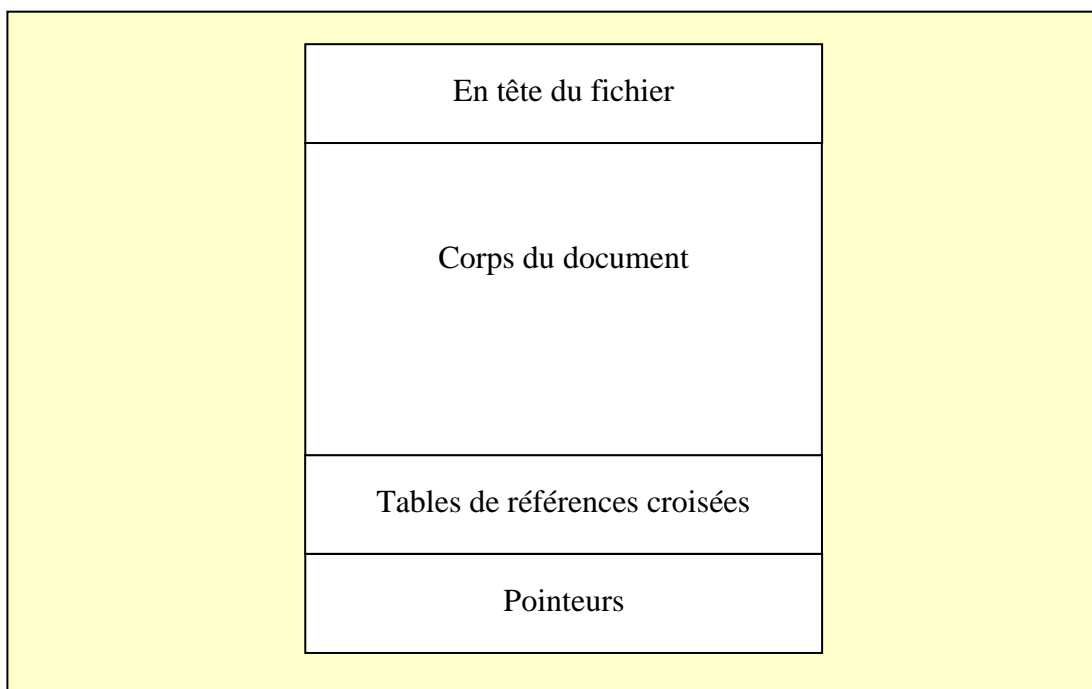 En tête du fichier
Corps du document
Tables de références croisées
Pointeurs